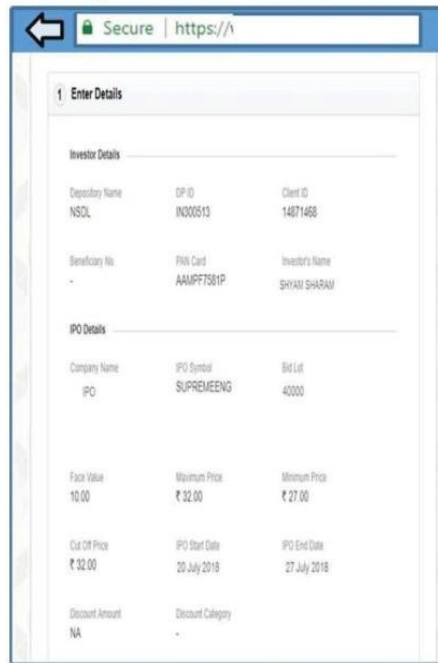 Secure | https://
1 Enter Details
Investor Details
Depository Name DP ID Client ID
NSDL IN300513 14871468
Beneficiary No PAN Card Investor's Name
- AAMPF7581P SHYAM SHARAM
IPO Details
Company Name IPO Symbol Bid Lot
IPO SUPREMEENG 40000
Face Value Maximum Price Minimum Price
10.00 ₹ 32.00 ₹ 27.00
Cut Off Price IPO Start Date IPO End Date
₹ 32.00 20 July 2018 27 July 2018
Discount Amount Discount Category
NA -